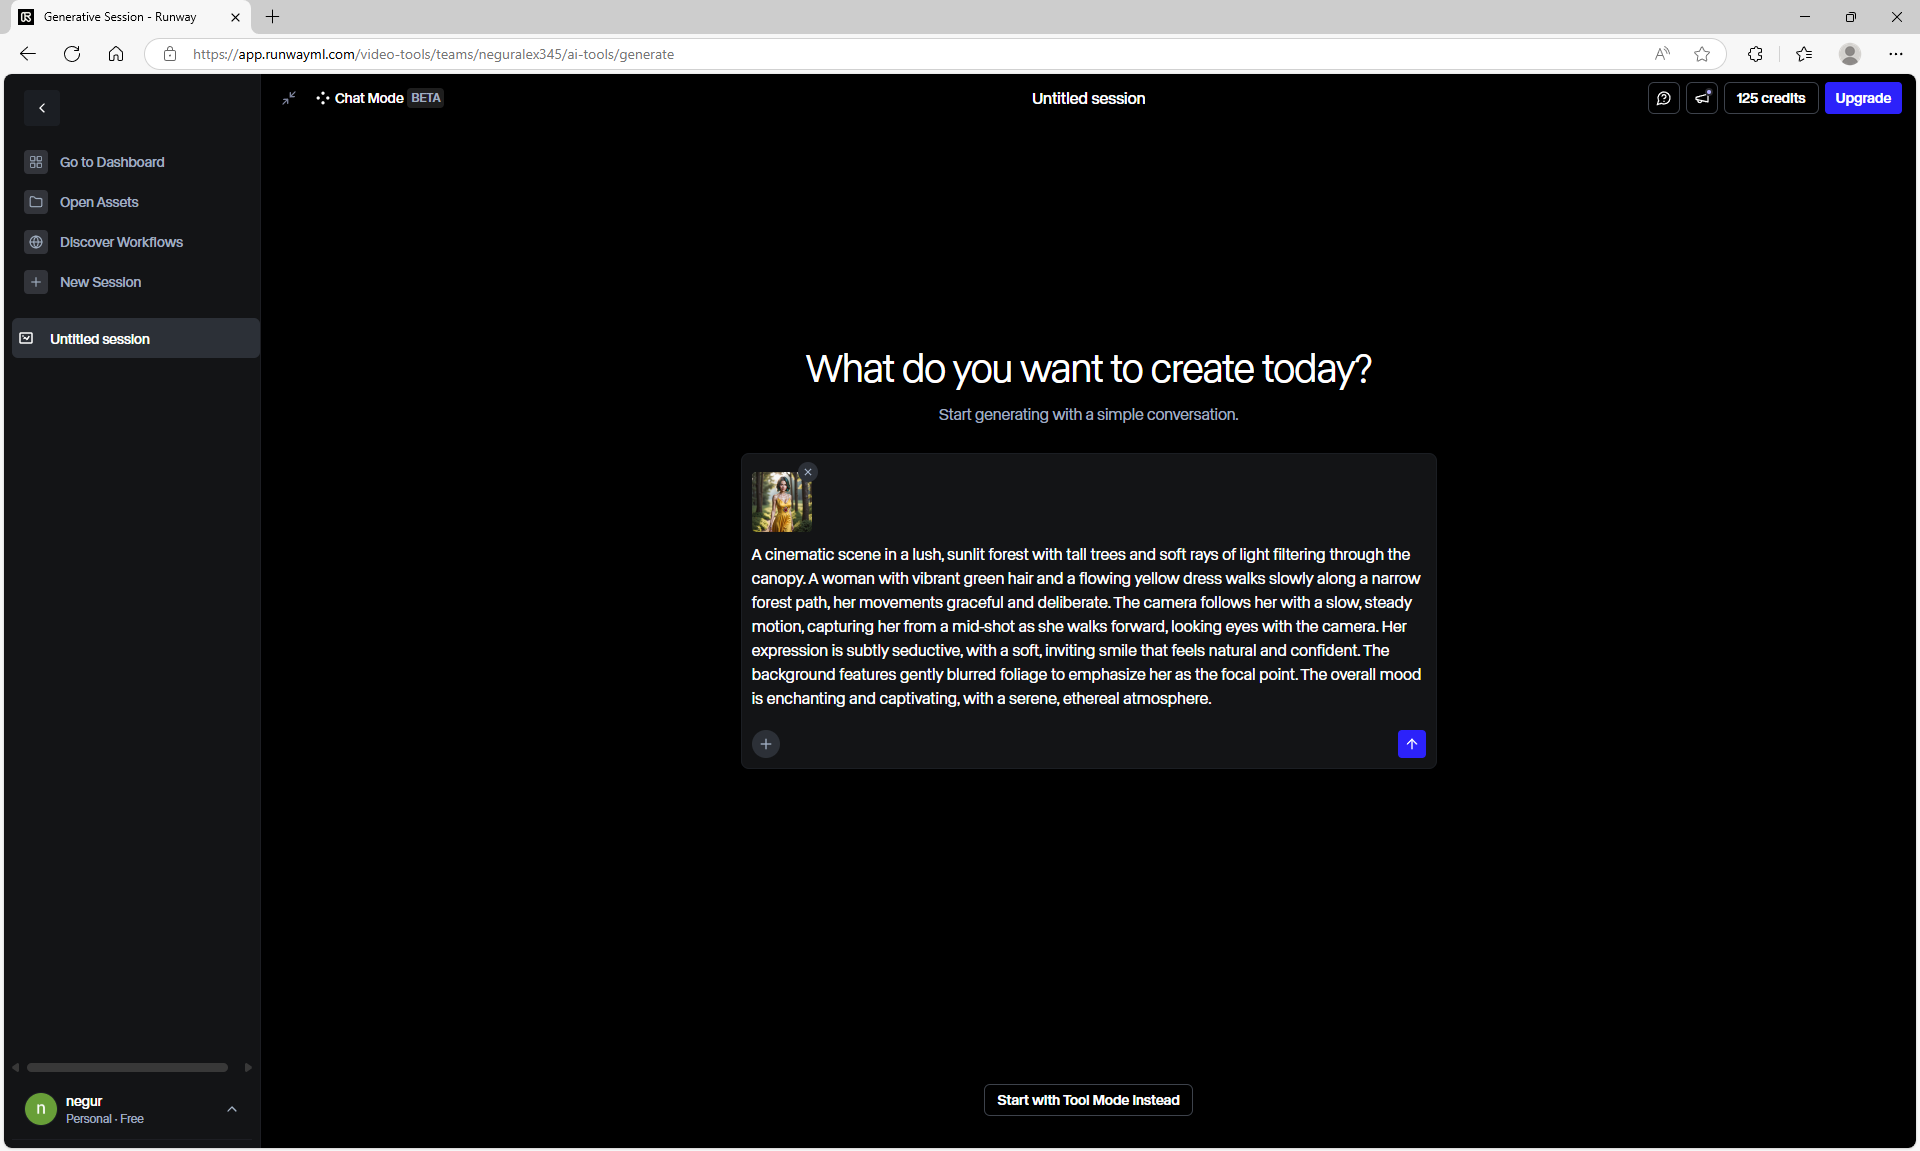 Generative Session - Runway
https://app.runwayml.com/video-tools/teams/neguralex345/ai-tools/generate
Chat Mode BETA
Untitled session
125 credits
Upgrade
Go to Dashboard
Open Assets
Discover Workflows
New Session
Untitled session
What do you want to create today?
Start generating with a simple conversation.
A cinematic scene in a lush, sunlit forest with tall trees and soft rays of light filtering through the
canopy. A woman with vibrant green hair and a flowing yellow dress walks slowly along a narrow
forest path, her movements graceful and deliberate. The camera follows her with a slow, steady
motion, capturing her from a mid-shot as she walks forward, looking eyes with the camera. Her
expression is subtly seductive, with a soft, inviting smile that feels natural and confident. The
background features gently blurred foliage to emphasize her as the focal point. The overall mood
is enchanting and captivating, with a serene, ethereal atmosphere.
Start with Tool Mode Instead
n
negur
Personal · Free